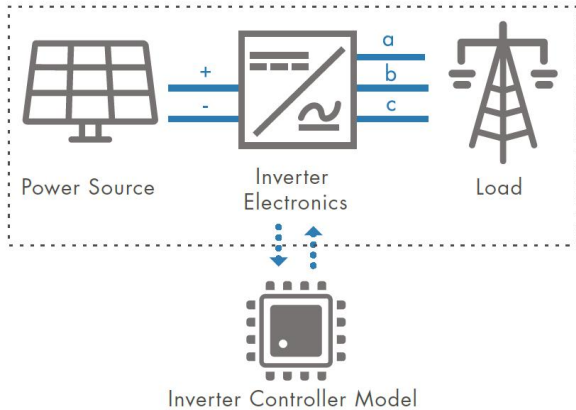 +
-
a
b
c
Power Source
Inverter
Electronics
Load
Inverter Controller Model